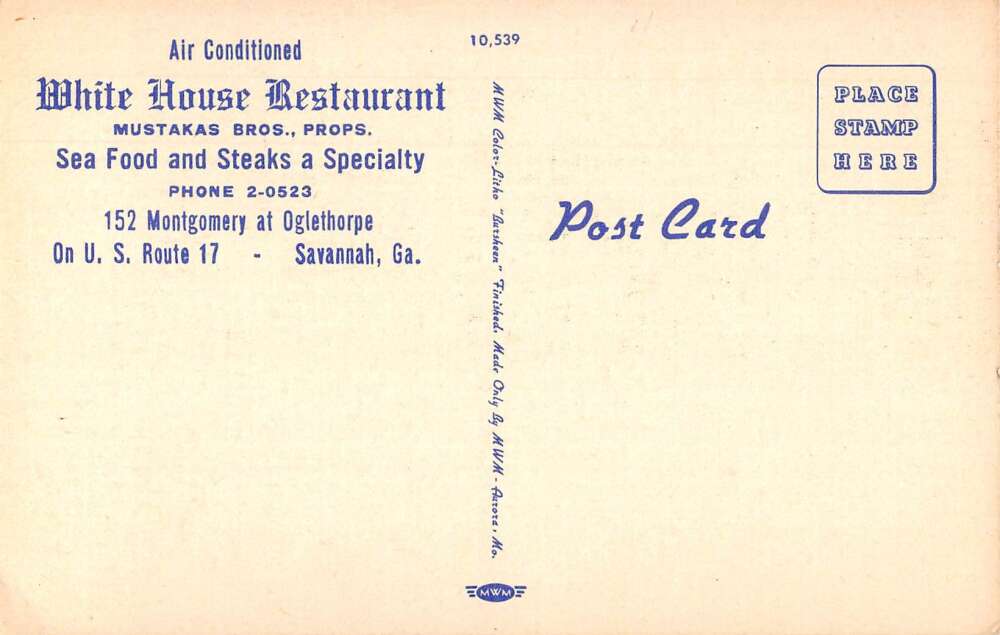 Air Conditioned
White House Restaurant
MUSTAKAS BROS., PROPS.
Sea Food and Steaks a Specialty
PHONE 2-0523
152 Montgomery at Oglethorpe
On U. S. Route 17 - Savannah, Ga.
10,539
MWM Color-Litho "Bursheen" Finished. Made Only By MWM - Aurora, Mo.
MWM
Post Card
PLACE
STAMP
HERE